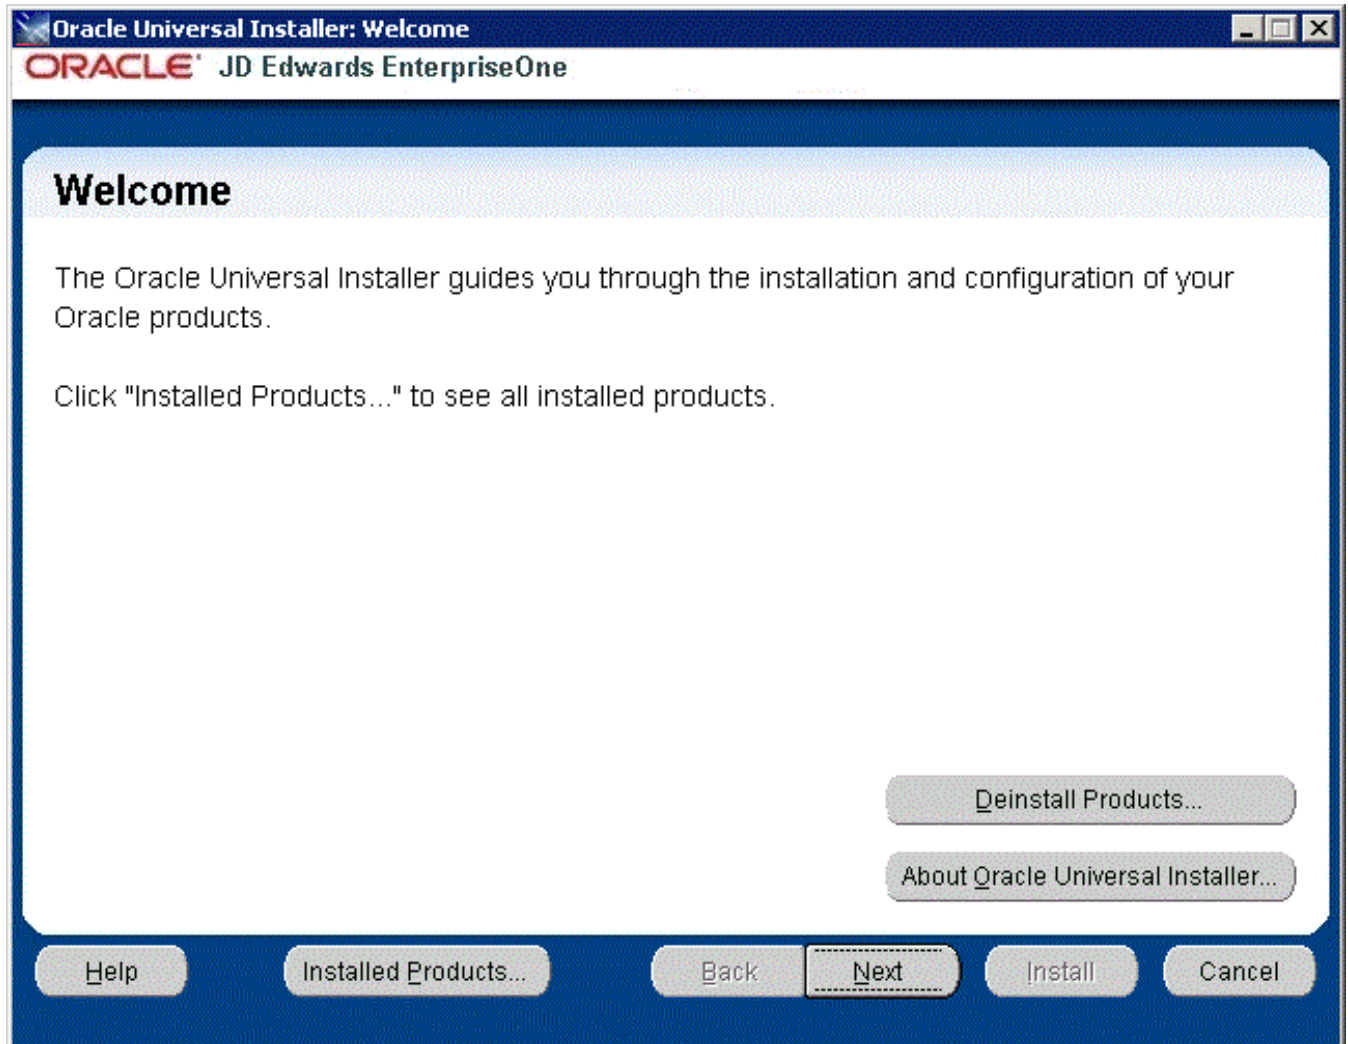 Oracle Universal Installer: Welcome
ORACLE® JD Edwards EnterpriseOne
Welcome
The Oracle Universal Installer guides you through the installation and configuration of your
Oracle products.
Click "Installed Products..." to see all installed products.
Deinstall Products...
About Oracle Universal Installer...
Help Installed Products... Back Next Install Cancel